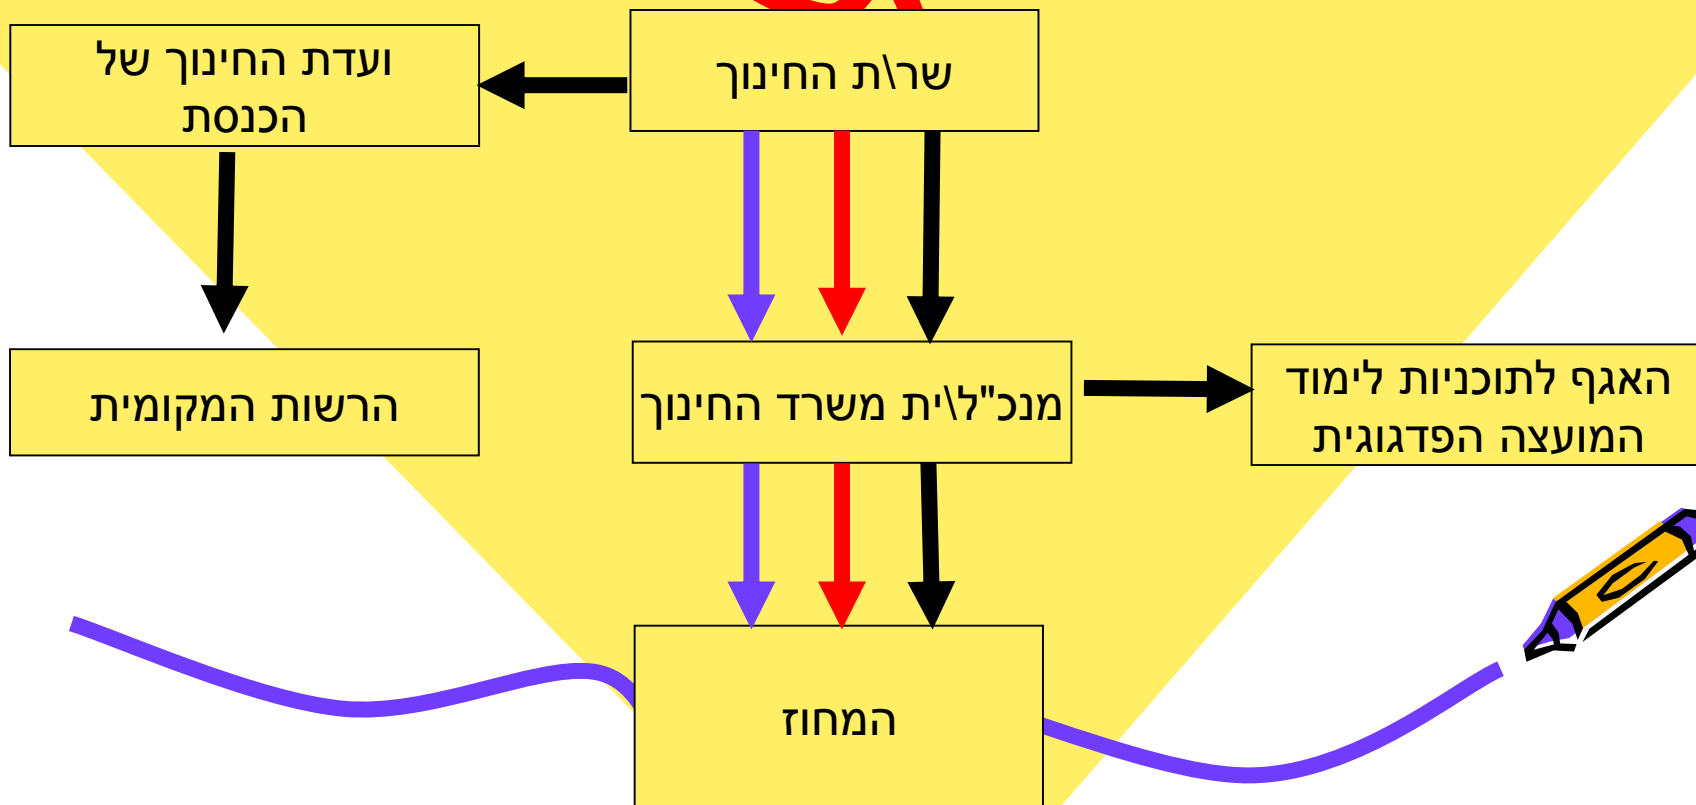 שר\ת החינוך
ועדת החינוך של
הכנסת
האגף לתוכניות לימוד
המועצה הפדגוגית
מנכ"ל\ית משרד החינוך
הרשות המקומית
המחוז